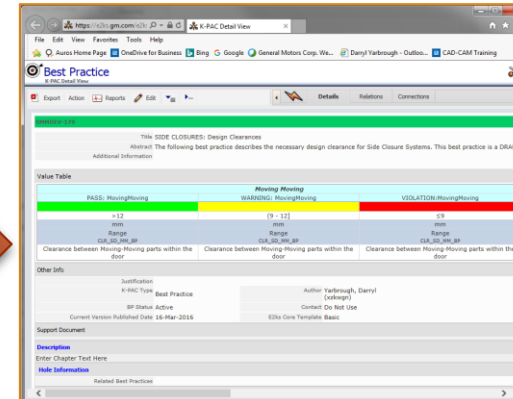 https://e2ks.gm.com/e2k
K-PAC Detail View
File Edit View Favorites Tools Help
Q. Auros Home Page OneDrive for Business Bing Google General Motors Corp. We... Darryl Yarbrough - Outloo... CAD-CAM Training
Best Practice
K-PAC Detail View
Export Action Reports Edit Details Relations Connections
Title SIDE CLOSURES: Design Clearances
Abstract The following best practice describes the necessary design clearance for Side Closure Systems. This best practice is a DRA
Additional Information
Value Table
Moving Moving
PASS: MovingMoving WARNING: MovingMoving VIOLATION:MovingMoving
>12 (9 - 12] ≤9
mm mm mm
Range Range Range
CLR_SD_MM_BP CLR_SD_MM_BP CLR_SD_MM_BP
Clearance between Moving-Moving parts within the Clearance between Moving-Moving parts within the Clearance between Moving-Moving parts within the
door door door
Other Info
Justification
K-PAC Type Best Practice Author Yarbrough, Darryl
(xzkwgn)
BP Status Active Contact Do Not Use
Current Version Published Date 16-Mar-2016 E2ks Core Template Basic
Support Document
Description
Enter Chapter Text Here
Hole Information
Related Best Practices